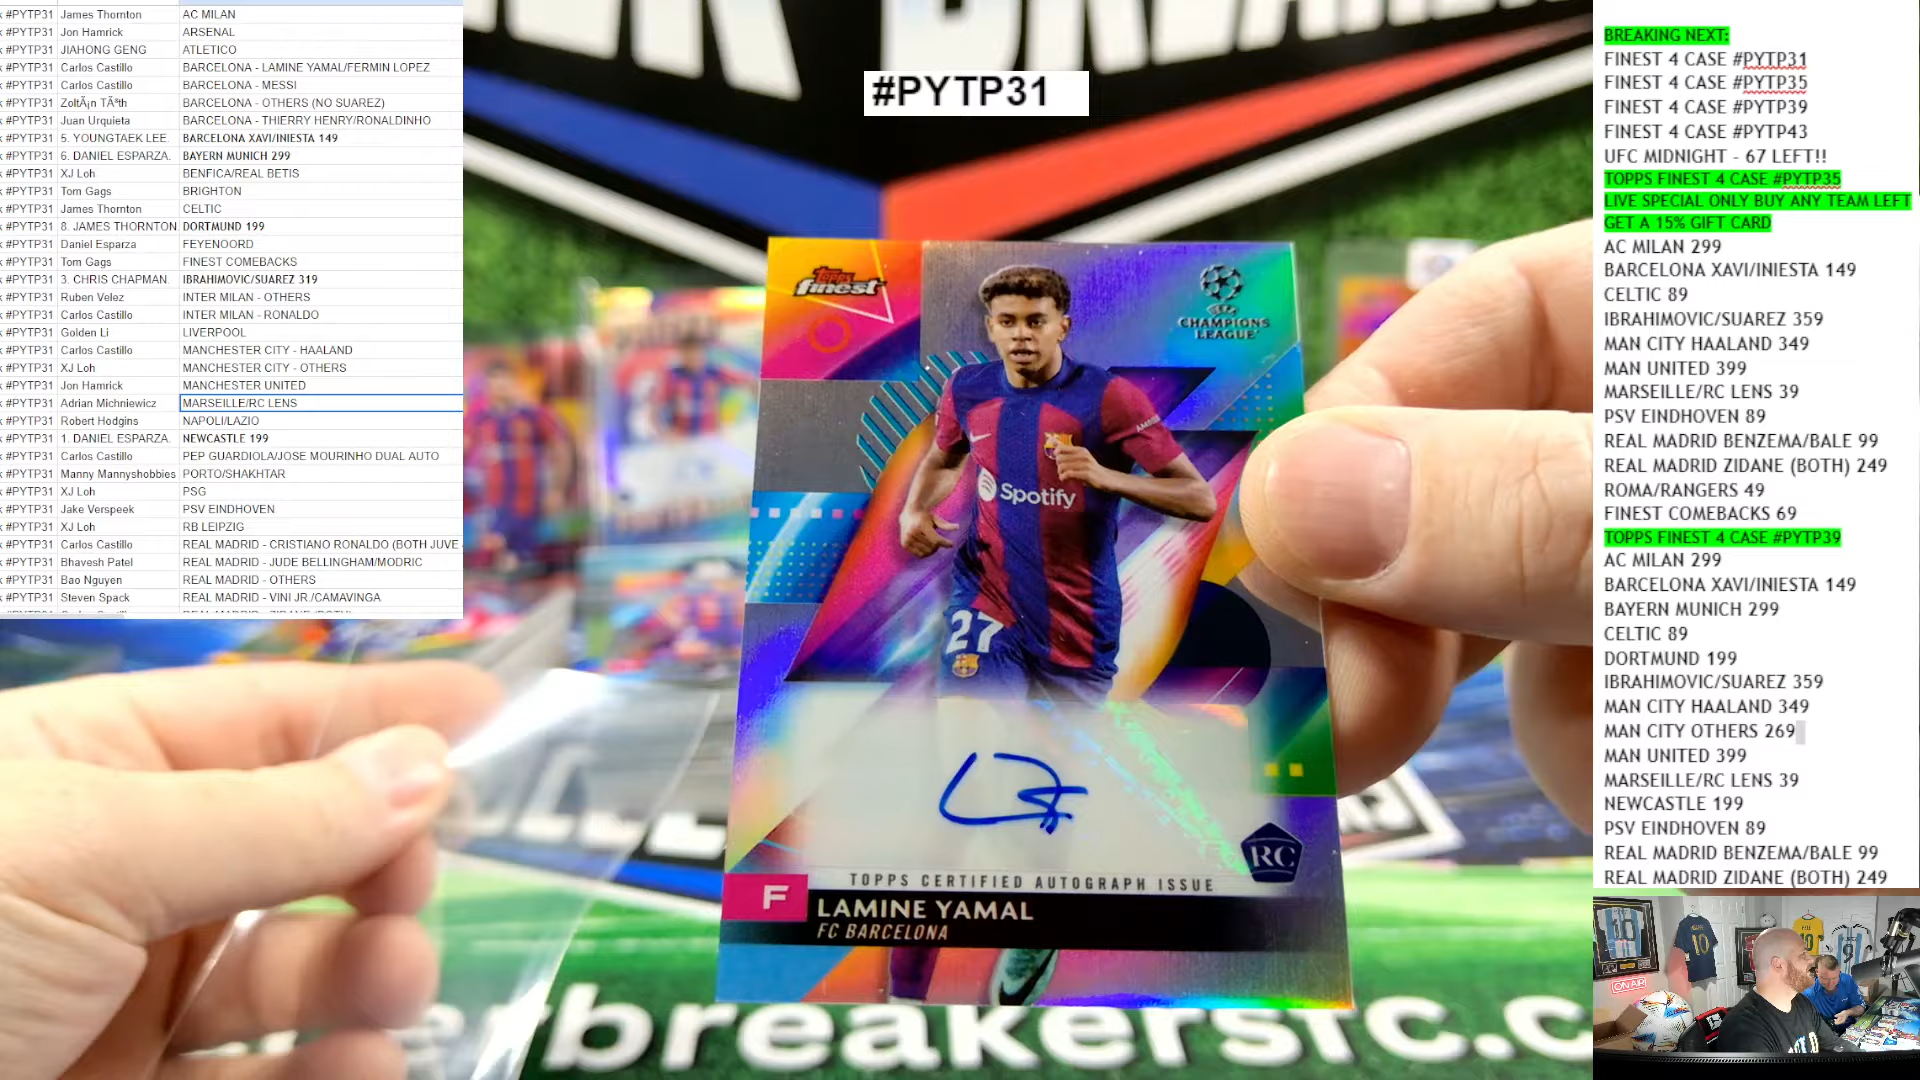 #PYTP31 James Thornton AC MILAN
#PYTP31 Jon Hamrick ARSENAL
#PYTP31 JIAHONG GENG ATLETICO
#PYTP31 Carlos Castillo BARCELONA - LAMINE YAMAL/FERMIN LOPEZ
#PYTP31 Carlos Castillo BARCELONA - MESSI
#PYTP31 ZoltÃ¡n TÃ³th BARCELONA - OTHERS (NO SUAREZ)
#PYTP31 Juan Urquieta BARCELONA - THIERRY HENRY/RONALDINHO
#PYTP31 5. YOUNGTAEK LEE. BARCELONA XAVI/INIESTA 149
#PYTP31 6. DANIEL ESPARZA. BAYERN MUNICH 299
#PYTP31 XJ Loh BENFICA/REAL BETIS
#PYTP31 Tom Gags BRIGHTON
#PYTP31 James Thornton CELTIC
#PYTP31 8. JAMES THORNTON. DORTMUND 199
#PYTP31 Daniel Esparza FEYENOORD
#PYTP31 Tom Gags FINEST COMEBACKS
#PYTP31 3. CHRIS CHAPMAN. IBRAHIMOVIC/SUAREZ 319
#PYTP31 Ruben Velez INTER MILAN - OTHERS
#PYTP31 Carlos Castillo INTER MILAN - RONALDO
#PYTP31 Golden Li LIVERPOOL
#PYTP31 Carlos Castillo MANCHESTER CITY - HAALAND
#PYTP31 XJ Loh MANCHESTER CITY - OTHERS
#PYTP31 Jon Hamrick MANCHESTER UNITED
#PYTP31 Adrian Michniewicz MARSEILLE/RC LENS
#PYTP31 Robert Hodgins NAPOLI/LAZIO
#PYTP31 1. DANIEL ESPARZA. NEWCASTLE 199
#PYTP31 Carlos Castillo PEP GUARDIOLA/JOSE MOURINHO DUAL AUTO
#PYTP31 Manny Mannyshobbies PORTO/SHAKHTAR
#PYTP31 XJ Loh PSG
#PYTP31 Jake Verspeek PSV EINDHOVEN
#PYTP31 XJ Loh RB LEIPZIG
#PYTP31 Carlos Castillo REAL MADRID - CRISTIANO RONALDO (BOTH JUVE
#PYTP31 Bhavesh Patel REAL MADRID - JUDE BELLINGHAM/MODRIC
#PYTP31 Bao Nguyen REAL MADRID - OTHERS
#PYTP31 Steven Spack REAL MADRID - VINI JR./CAMAVINGA
#PYTP31
Topps finest
UEFA CHAMPIONS LEAGUE
Spotify
27
RC
TOPPS CERTIFIED AUTOGRAPH ISSUE
F LAMINE YAMAL
FC BARCELONA
breakersfc.c
BREAKING NEXT:
FINEST 4 CASE #PYTP31
FINEST 4 CASE #PYTP35
FINEST 4 CASE #PYTP39
FINEST 4 CASE #PYTP43
UFC MIDNIGHT - 67 LEFT!!
TOPPS FINEST 4 CASE #PYTP35
LIVE SPECIAL ONLY BUY ANY TEAM LEFT
GET A 15% GIFT CARD
AC MILAN 299
BARCELONA XAVI/INIESTA 149
CELTIC 89
IBRAHIMOVIC/SUAREZ 359
MAN CITY HAALAND 349
MAN UNITED 399
MARSEILLE/RC LENS 39
PSV EINDHOVEN 89
REAL MADRID BENZEMA/BALE 99
REAL MADRID ZIDANE (BOTH) 249
ROMA/RANGERS 49
FINEST COMEBACKS 69
TOPPS FINEST 4 CASE #PYTP39
AC MILAN 299
BARCELONA XAVI/INIESTA 149
BAYERN MUNICH 299
CELTIC 89
DORTMUND 199
IBRAHIMOVIC/SUAREZ 359
MAN CITY HAALAND 349
MAN CITY OTHERS 269
MAN UNITED 399
MARSEILLE/RC LENS 39
NEWCASTLE 199
PSV EINDHOVEN 89
REAL MADRID BENZEMA/BALE 99
REAL MADRID ZIDANE (BOTH) 249
ON AIR